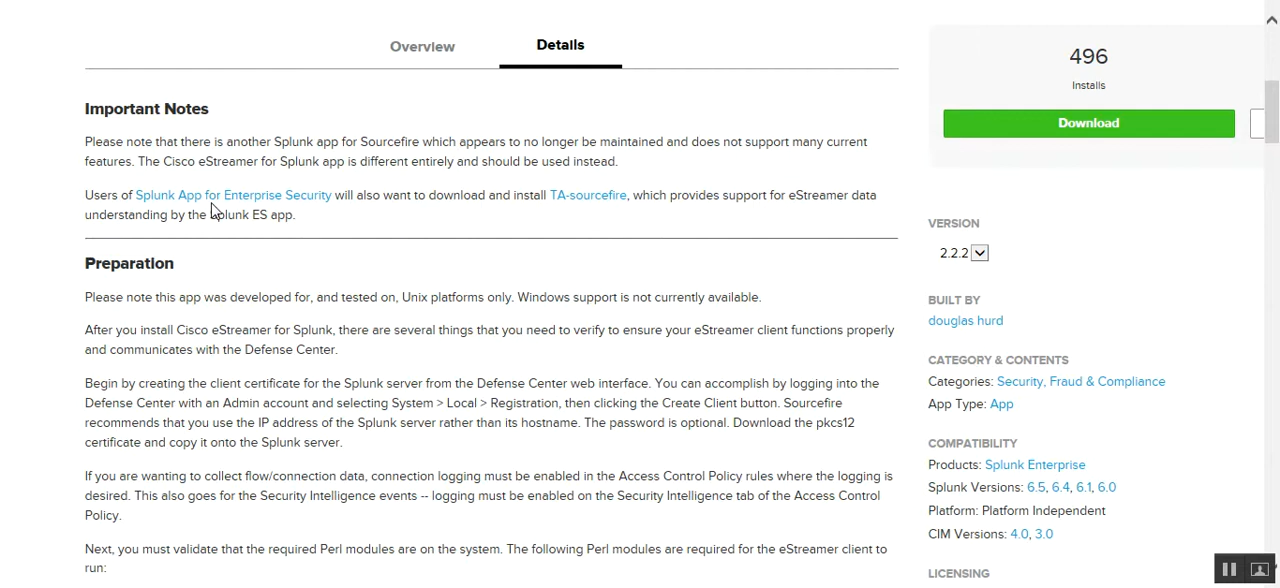 Overview
Details
Important Notes
Please note that there is another Splunk app for Sourcefire which appears to no longer be maintained and does not support many current
features. The Cisco eStreamer for Splunk app is different entirely and should be used instead.
Users of Splunk App for Enterprise Security will also want to download and install TA-sourcefire, which provides support for eStreamer data
understanding by the Splunk ES app.
Preparation
Please note this app was developed for, and tested on, Unix platforms only. Windows support is not currently available.
After you install Cisco eStreamer for Splunk, there are several things that you need to verify to ensure your eStreamer client functions properly
and communicates with the Defense Center.
Begin by creating the client certificate for the Splunk server from the Defense Center web interface. You can accomplish by logging into the
Defense Center with an Admin account and selecting System > Local > Registration, then clicking the Create Client button. Sourcefire
recommends that you use the IP address of the Splunk server rather than its hostname. The password is optional. Download the pkcs12
certificate and copy it onto the Splunk server.
If you are wanting to collect flow/connection data, connection logging must be enabled in the Access Control Policy rules where the logging is
desired. This also goes for the Security Intelligence events -- logging must be enabled on the Security Intelligence tab of the Access Control
Policy.
Next, you must validate that the required Perl modules are on the system. The following Perl modules are required for the eStreamer client to
run:
496
Installs
Download
VERSION
2.2.2
BUILT BY
douglas hurd
CATEGORY & CONTENTS
Categories: Security, Fraud & Compliance
App Type: App
COMPATIBILITY
Products: Splunk Enterprise
Splunk Versions: 6.5, 6.4, 6.1, 6.0
Platform: Platform Independent
CIM Versions: 4.0, 3.0
LICENSING